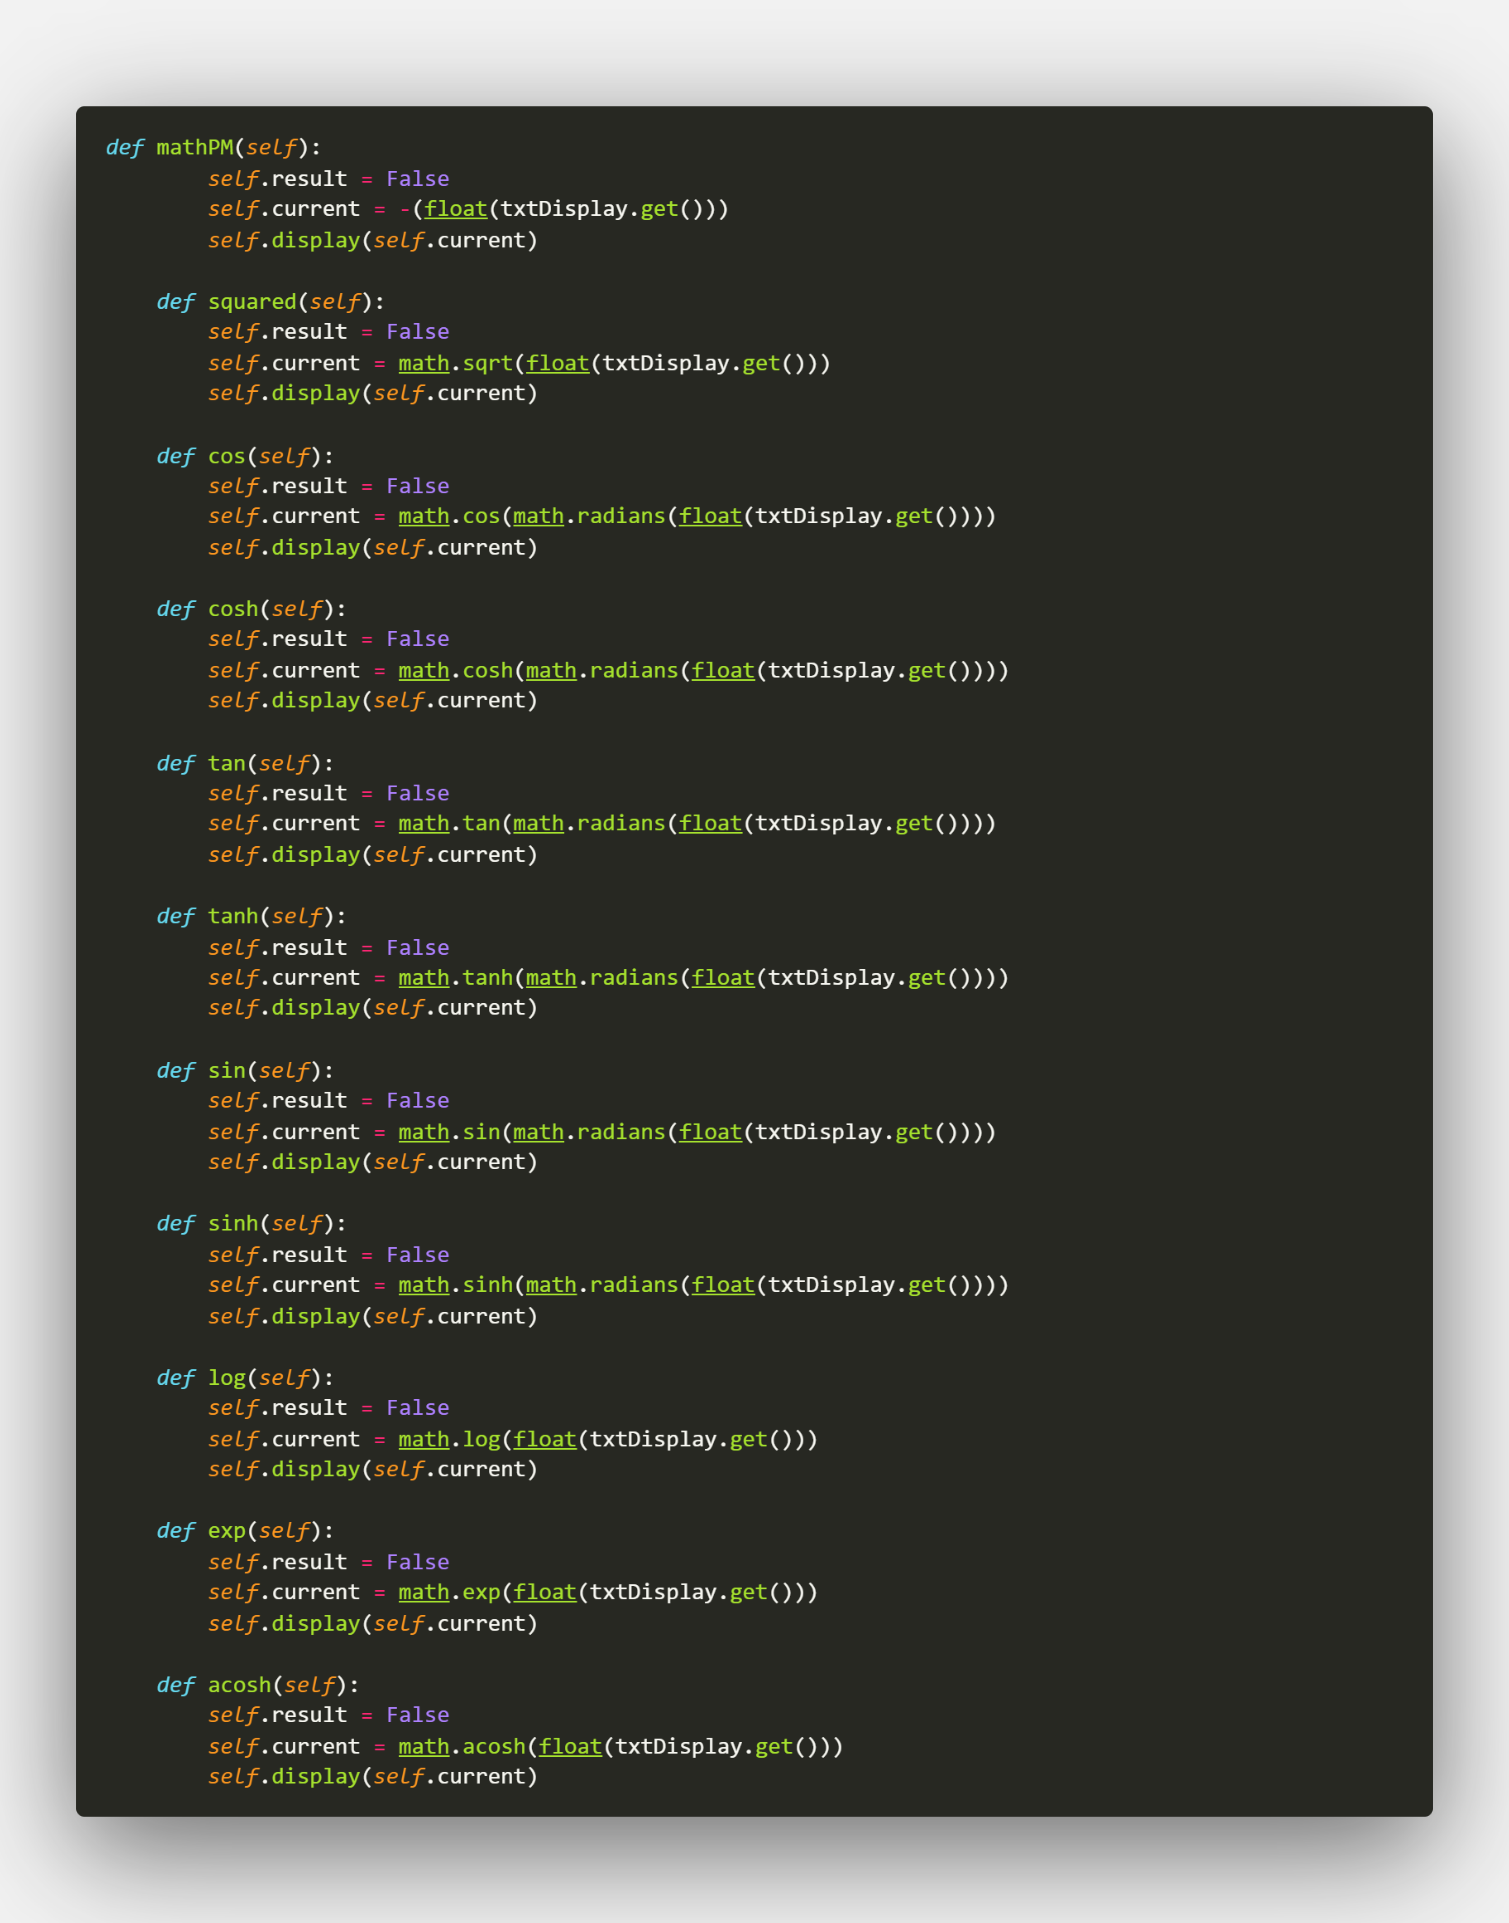 def mathPM(self):
        self.result = False
        self.current = -(float(txtDisplay.get()))
        self.display(self.current)

    def squared(self):
        self.result = False
        self.current = math.sqrt(float(txtDisplay.get()))
        self.display(self.current)

    def cos(self):
        self.result = False
        self.current = math.cos(math.radians(float(txtDisplay.get())))
        self.display(self.current)

    def cosh(self):
        self.result = False
        self.current = math.cosh(math.radians(float(txtDisplay.get())))
        self.display(self.current)

    def tan(self):
        self.result = False
        self.current = math.tan(math.radians(float(txtDisplay.get())))
        self.display(self.current)

    def tanh(self):
        self.result = False
        self.current = math.tanh(math.radians(float(txtDisplay.get())))
        self.display(self.current)

    def sin(self):
        self.result = False
        self.current = math.sin(math.radians(float(txtDisplay.get())))
        self.display(self.current)

    def sinh(self):
        self.result = False
        self.current = math.sinh(math.radians(float(txtDisplay.get())))
        self.display(self.current)

    def log(self):
        self.result = False
        self.current = math.log(float(txtDisplay.get()))
        self.display(self.current)

    def exp(self):
        self.result = False
        self.current = math.exp(float(txtDisplay.get()))
        self.display(self.current)

    def acosh(self):
        self.result = False
        self.current = math.acosh(float(txtDisplay.get()))
        self.display(self.current)